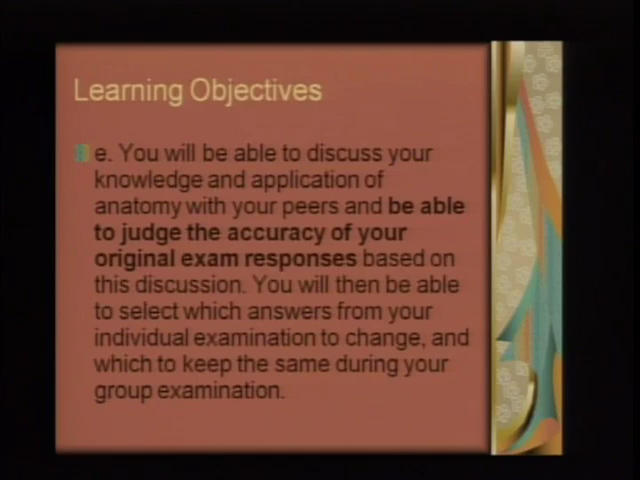 Learning Objectives
e. You will be able to discuss your
knowledge and application of
anatomy with your peers and be able
to judge the accuracy of your
original exam responses based on
this discussion. You will then be able
to select which answers from your
individual examination to change, and
which to keep the same during your
group examination.